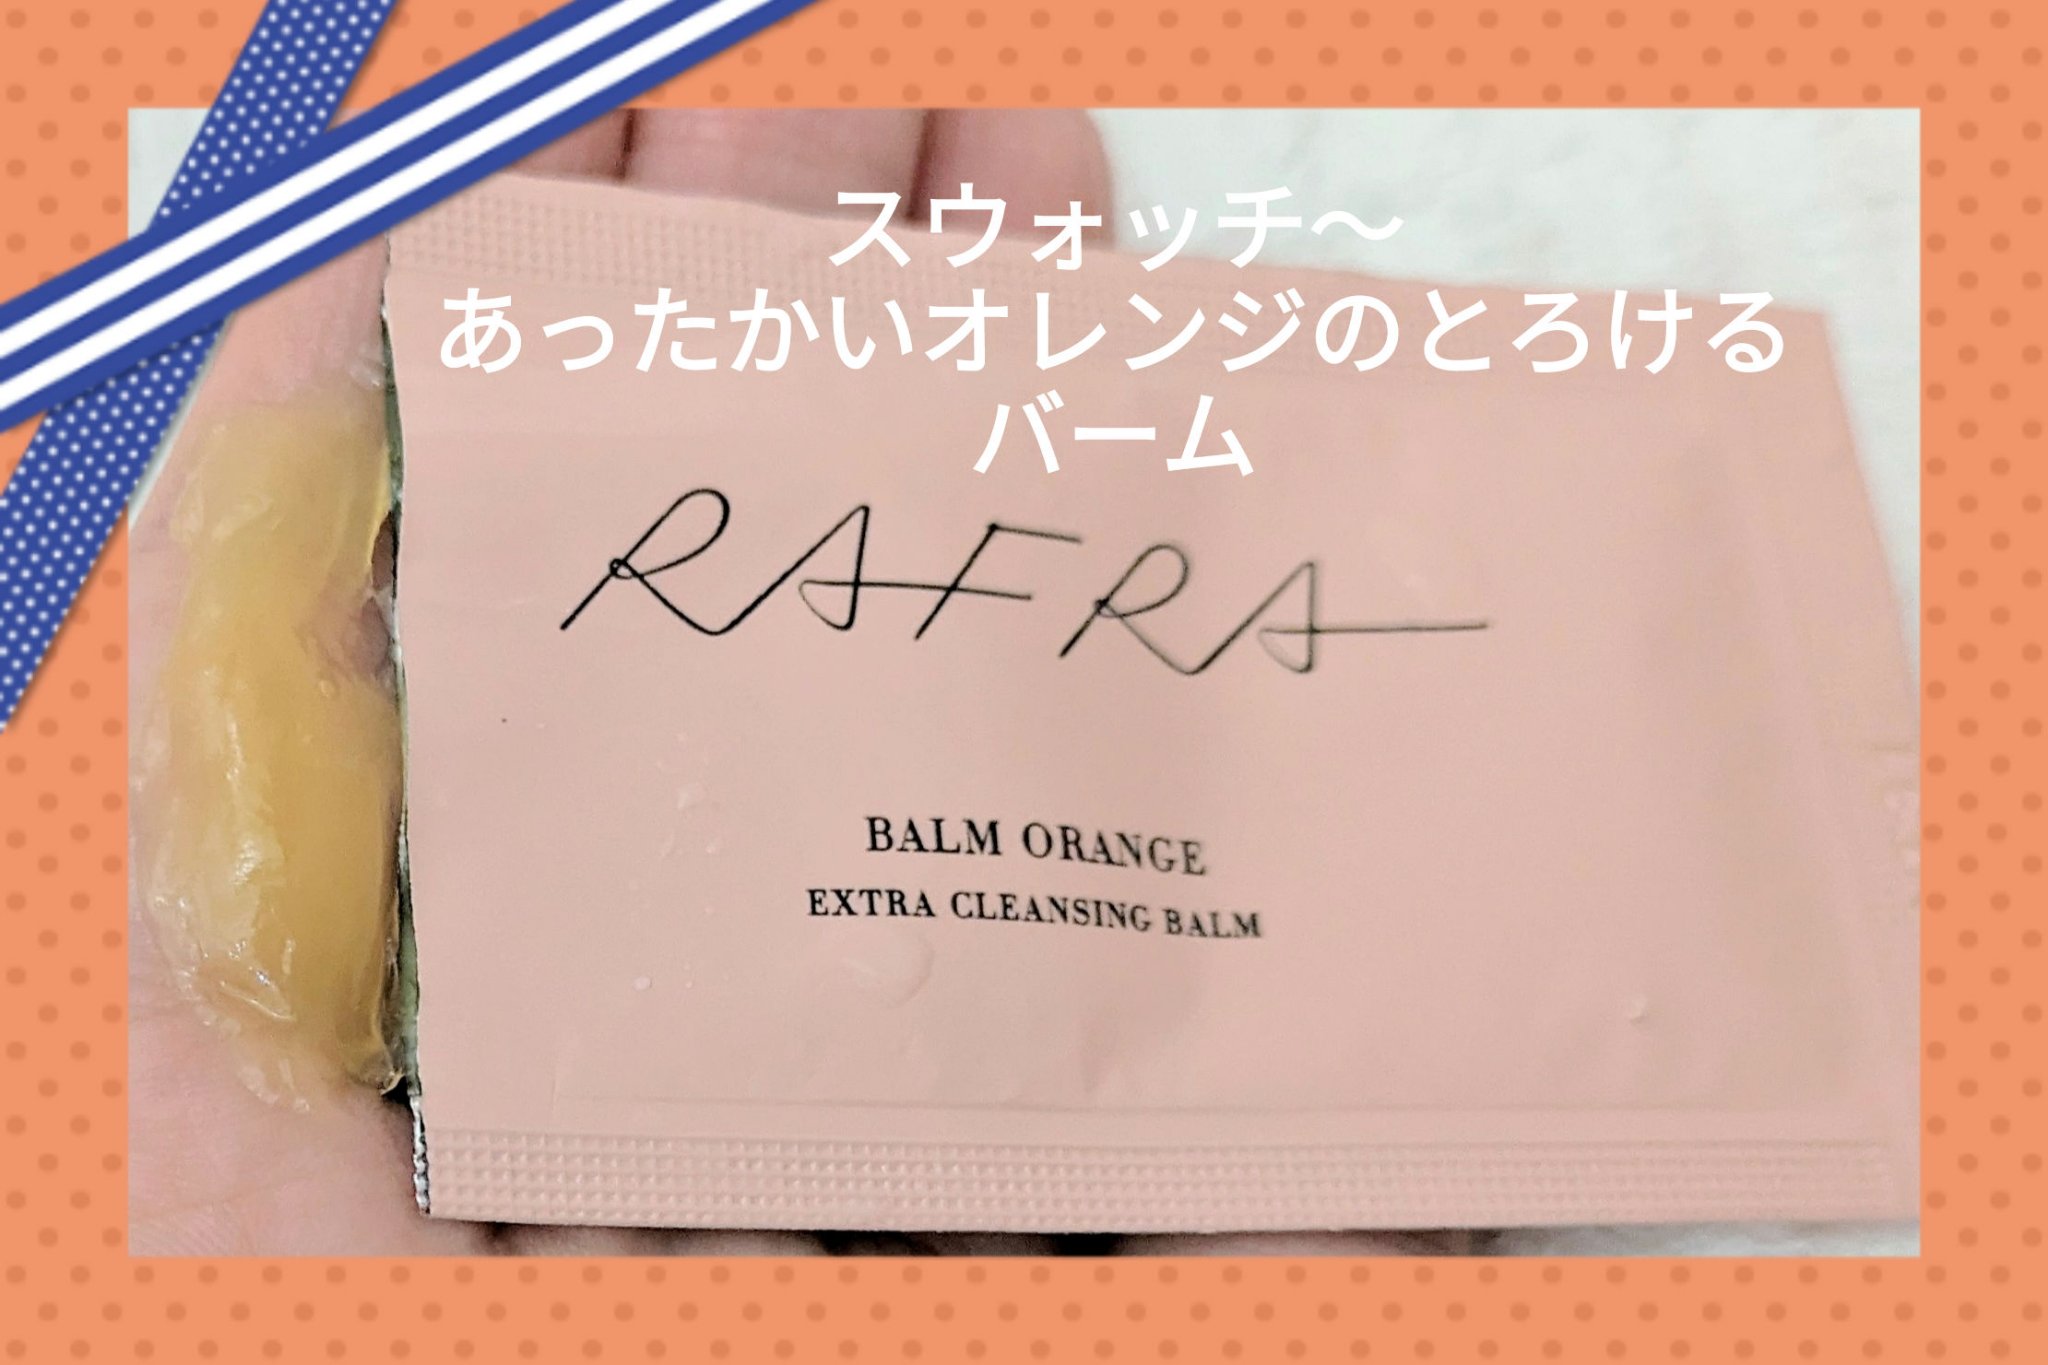 スウォッチ〜
あったかいオレンジのとろける
バーム
RAFRA
BALM ORANGE
EXTRA CLEANSING BALM